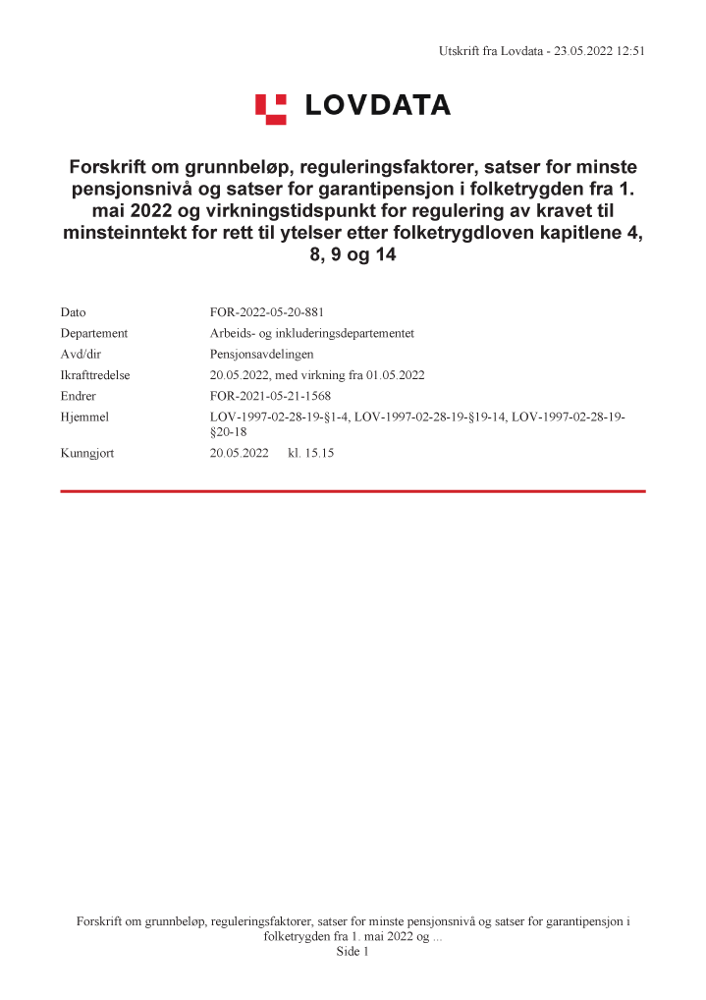 Utskrift fra Lovdata - 23.05.2022 12:51
LOVDATA
Forskrift om grunnbeløp, reguleringsfaktorer, satser for minste
pensjonsnivå og satser for garantipensjon i folketrygden fra 1.
mai 2022 og virkningstidspunkt for regulering av kravet til
minsteinntekt for rett til ytelser etter folketrygdloven kapitlene 4,
8, 9 og 14
Dato FOR-2022-05-20-881
Departement Arbeids- og inkluderingsdepartementet
Avd/dir Pensjonsavdelingen
Ikrafttredelse 20.05.2022, med virkning fra 01.05.2022
Endrer FOR-2021-05-21-1568
Hjemmel LOV-1997-02-28-19-§1-4, LOV-1997-02-28-19-§19-14, LOV-1997-02-28-19-
§20-18
Kunngjort 20.05.2022 kl. 15.15
Forskrift om grunnbeløp, reguleringsfaktorer, satser for minste pensjonsnivå og satser for garantipensjon i
folketrygden fra 1. mai 2022 og ...
Side 1